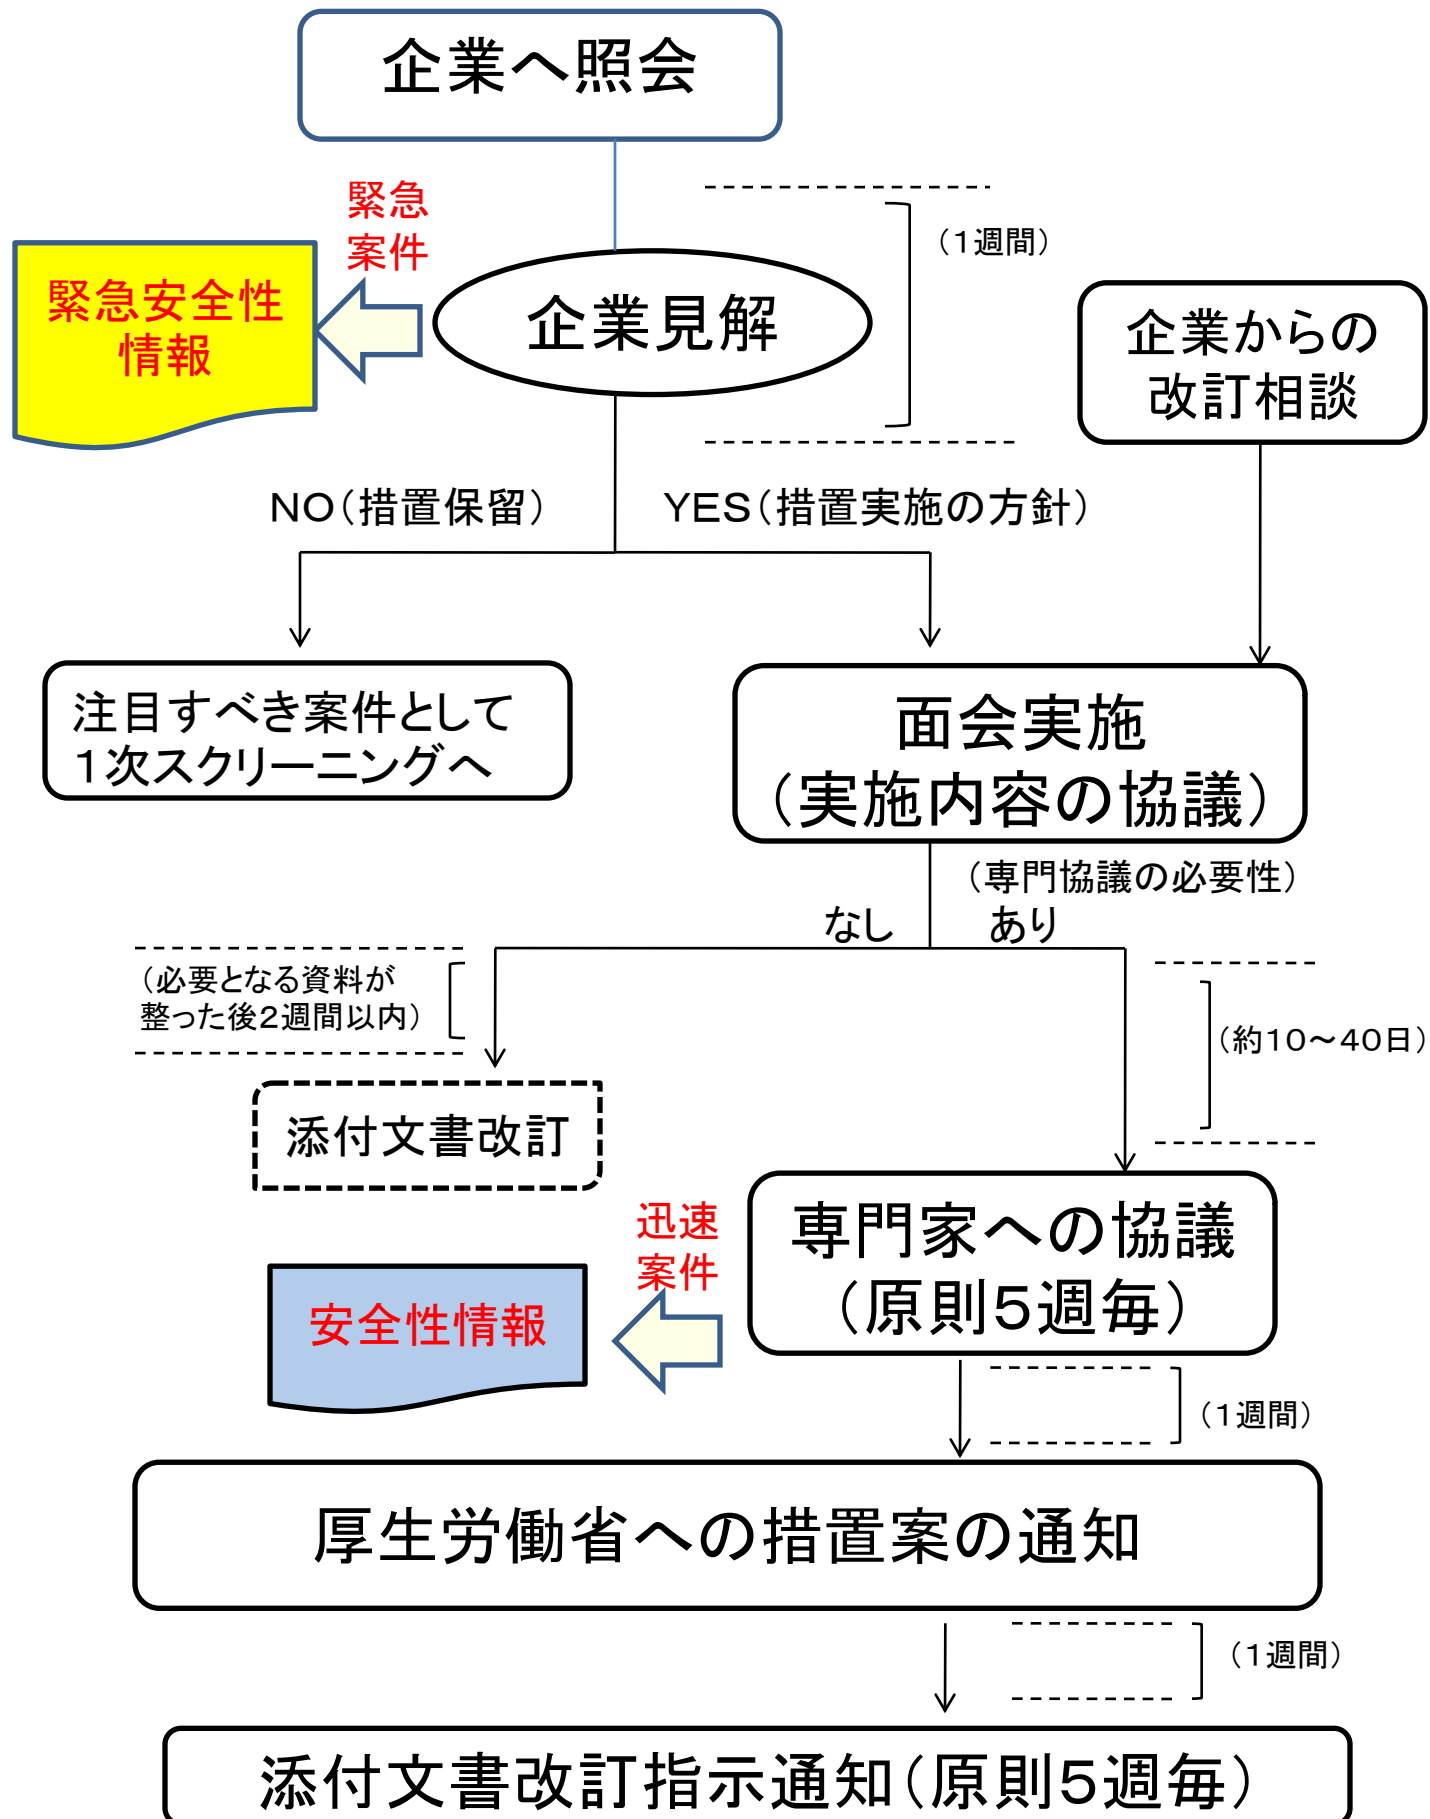 企業へ照会
緊急
案件
（１週間）
緊急安全性
情報
企業見解
企業からの
改訂相談
NO（措置保留）
YES（措置実施の方針）
注目すべき案件として
１次スクリーニングへ
面会実施
（実施内容の協議）
（専門協議の必要性）
なし
あり
（必要となる資料が
整った後２週間以内）
（約１０～４０日）
添付文書改訂
専門家への協議
（原則５週毎）
迅速
案件
安全性情報
（１週間）
厚生労働省への措置案の通知
（１週間）
添付文書改訂指示通知（原則５週毎）